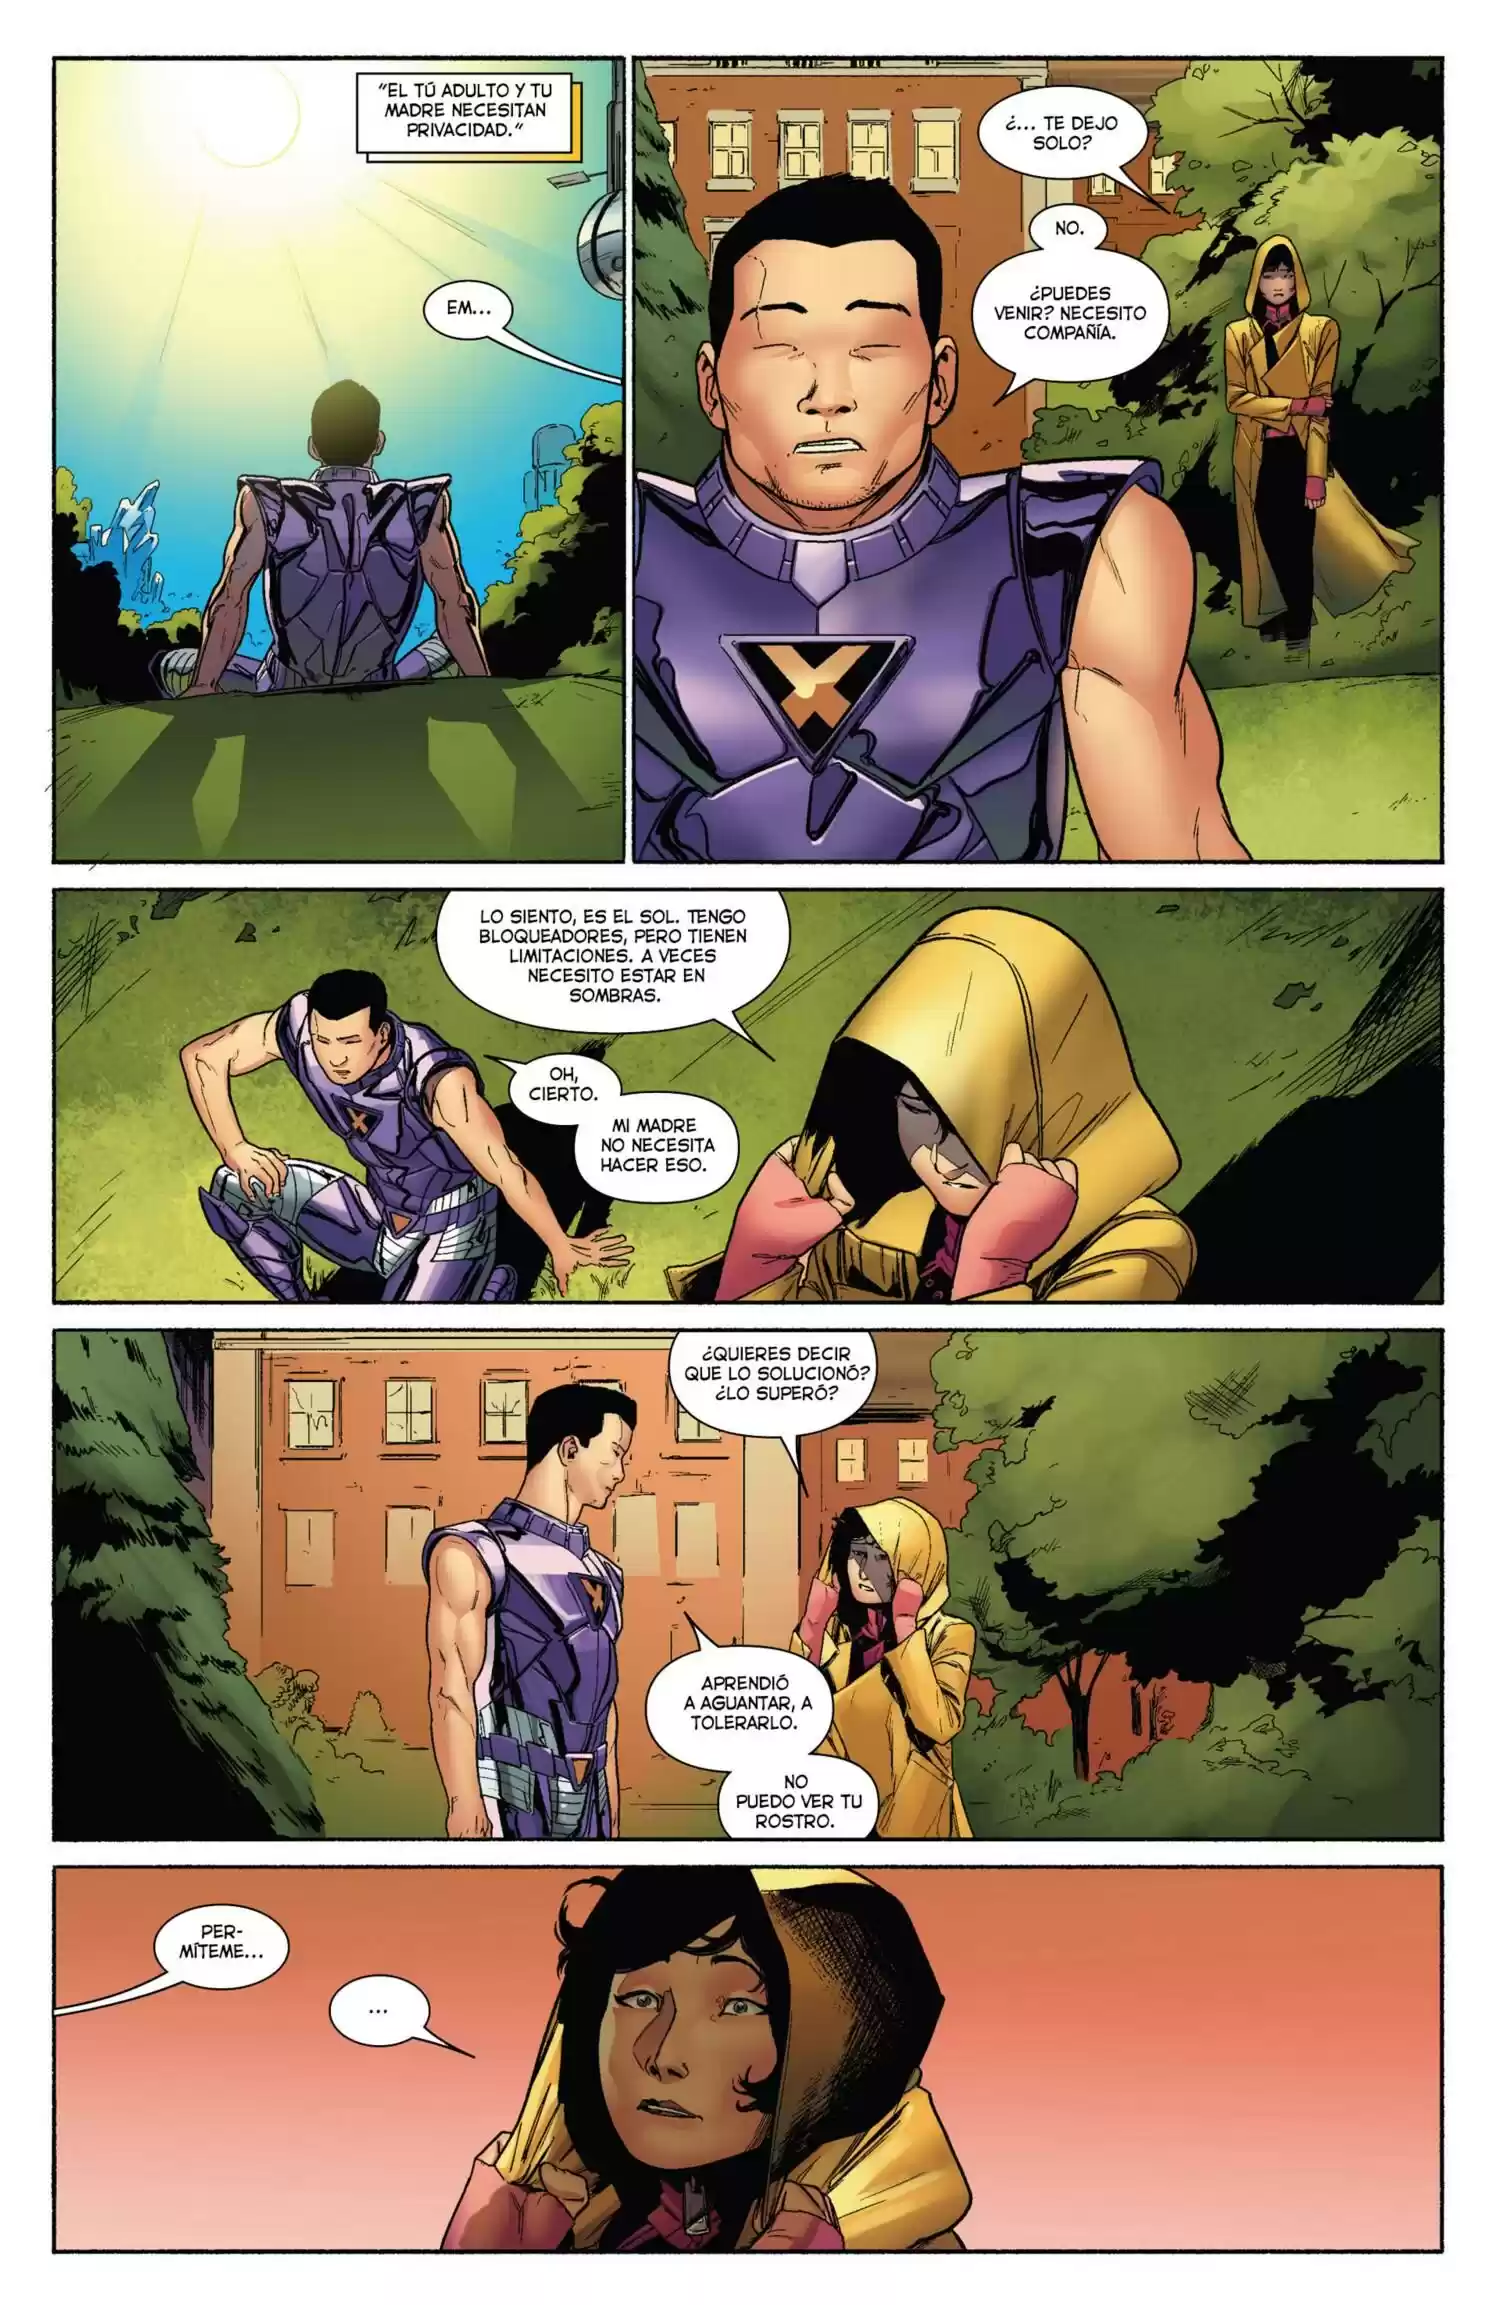 "EL TÚ ADULTO Y TU
MADRE NECESITAN
PRIVACIDAD."
EM...
¿... TE DEJO
SOLO?
NO.
¿PUEDES
VENIR? NECESITO
COMPAÑÍA.
X
LO SIENTO, ES EL SOL. TENGO
BLOQUEADORES, PERO TIENEN
LIMITACIONES. A VECES
NECESITO ESTAR EN
SOMBRAS.
OH,
CIERTO.
MI MADRE
NO NECESITA
HACER ESO.
X
¿QUIERES DECIR
QUE LO SOLUCIONÓ?
¿LO SUPERÓ?
X
APRENDIÓ
A AGUANTAR, A
TOLERARLO.
NO
PUEDO VER TU
ROSTRO.
PER-
MÍTEME...
...